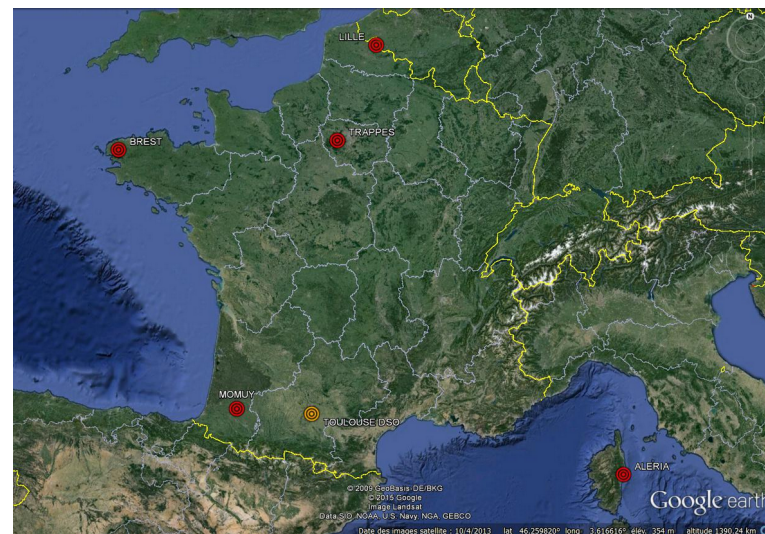 N
LILLE
TRAPPES
BREST
MOMUY
TOULOUSE DSO
ALERIA
© 2009 GeoBasis-DE/BKG
© 2015 Google
Image Landsat
Data SIO, NOAA, U.S. Navy, NGA, GEBCO
Google earth
Date des images satellite : 10/4/2013 lat 46.259820° long 3.616616° élév. 354 m altitude 1390.24 km